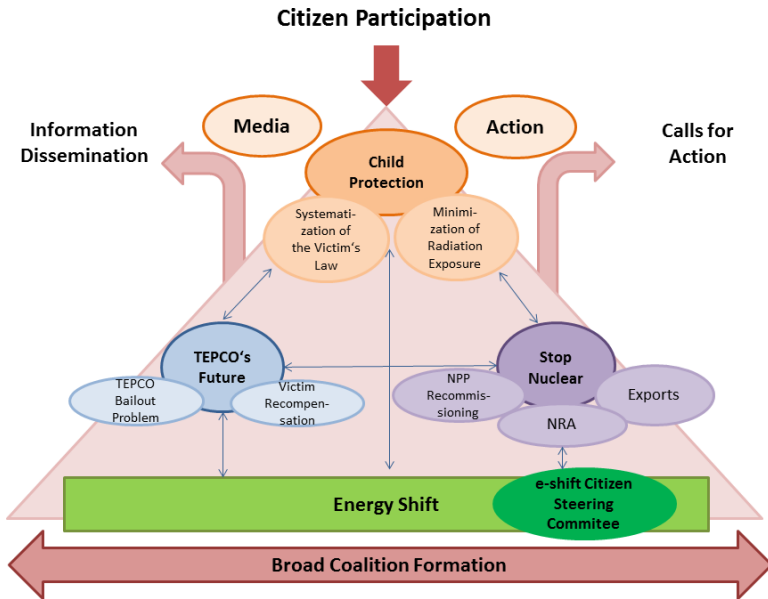 Citizen Participation
Media
Action
Information
Dissemination
Calls for
Action
Child
Protection
Systemati-
zation of
the Victim‘s
Law
Minimi-
zation of
Radiation
Exposure
TEPCO‘s
Future
TEPCO
Bailout
Problem
Victim
Recompen-
sation
Stop
Nuclear
NPP
Recommis-
sioning
Exports
NRA
Energy Shift
e-shift Citizen
Steering
Commitee
Broad Coalition Formation